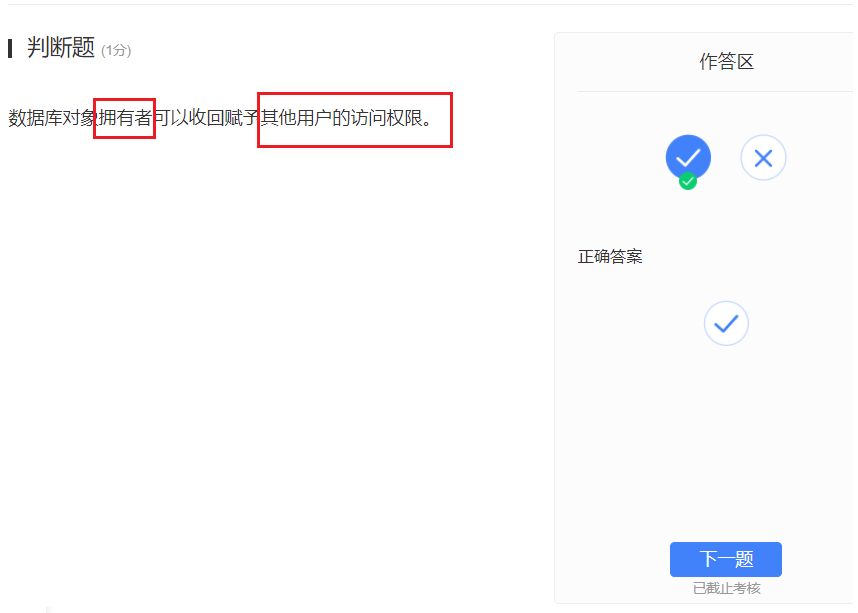 判断题 (1分)
数据库对象拥有者可以收回赋予其他用户的访问权限。
作答区
正确答案
下一题
已截止考核